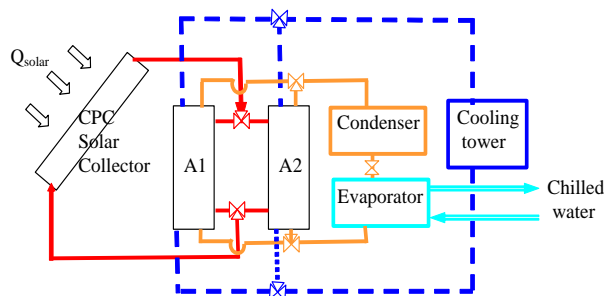 Qsolar
CPC
Solar
Collector
A1
A2
Condenser
Evaporator
Cooling
tower
Chilled
water